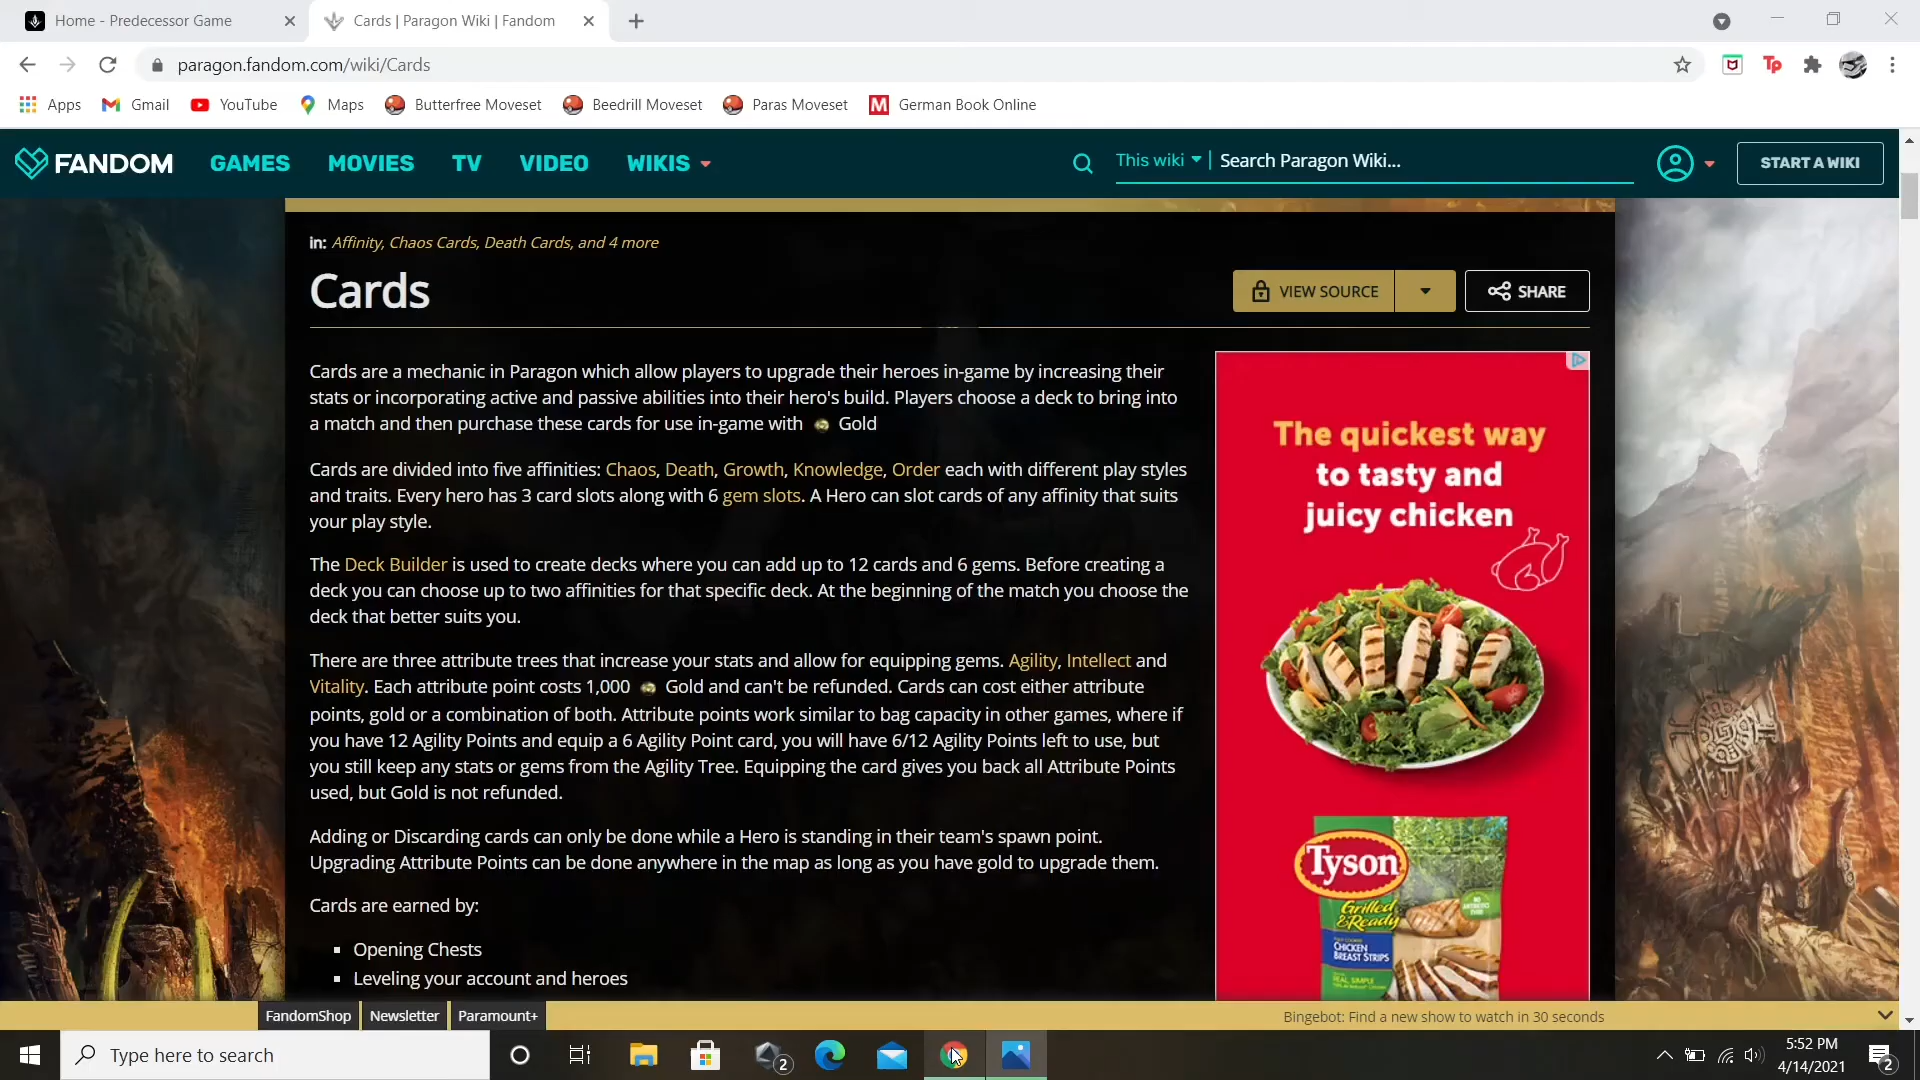 Home - Predecessor Game
Cards | Paragon Wiki | Fandom
paragon.fandom.com/wiki/Cards
Tp
Apps
Gmail
YouTube
Maps
Butterfree Moveset
Beedrill Moveset
Paras Moveset
M
German Book Online
FANDOM
GAMES
MOVIES
TV
VIDEO
WIKIS
This wiki
Search Paragon Wiki...
START A WIKI
in: Affinity, Chaos Cards, Death Cards, and 4 more
Cards
VIEW SOURCE
SHARE
Cards are a mechanic in Paragon which allow players to upgrade their heroes in-game by increasing their
stats or incorporating active and passive abilities into their hero's build. Players choose a deck to bring into
a match and then purchase these cards for use in-game with Gold
Cards are divided into five affinities: Chaos, Death, Growth, Knowledge, Order each with different play styles
and traits. Every hero has 3 card slots along with 6 gem slots. A Hero can slot cards of any affinity that suits
your play style.
The Deck Builder is used to create decks where you can add up to 12 cards and 6 gems. Before creating a
deck you can choose up to two affinities for that specific deck. At the beginning of the match you choose the
deck that better suits you.
There are three attribute trees that increase your stats and allow for equipping gems. Agility, Intellect and
Vitality. Each attribute point costs 1,000 Gold and can't be refunded. Cards can cost either attribute
points, gold or a combination of both. Attribute points work similar to bag capacity in other games, where if
you have 12 Agility Points and equip a 6 Agility Point card, you will have 6/12 Agility Points left to use, but
you still keep any stats or gems from the Agility Tree. Equipping the card gives you back all Attribute Points
used, but Gold is not refunded.
Adding or Discarding cards can only be done while a Hero is standing in their team's spawn point.
Upgrading Attribute Points can be done anywhere in the map as long as you have gold to upgrade them.
Cards are earned by:
Opening Chests
Leveling your account and heroes
The quickest way
to tasty and
juicy chicken
Tyson
Grilled
& Ready
CHICKEN
BREAST STRIPS
FandomShop
Newsletter
Paramount+
Bingebot: Find a new show to watch in 30 seconds
Type here to search
2
5:52 PM
4/14/2021
2